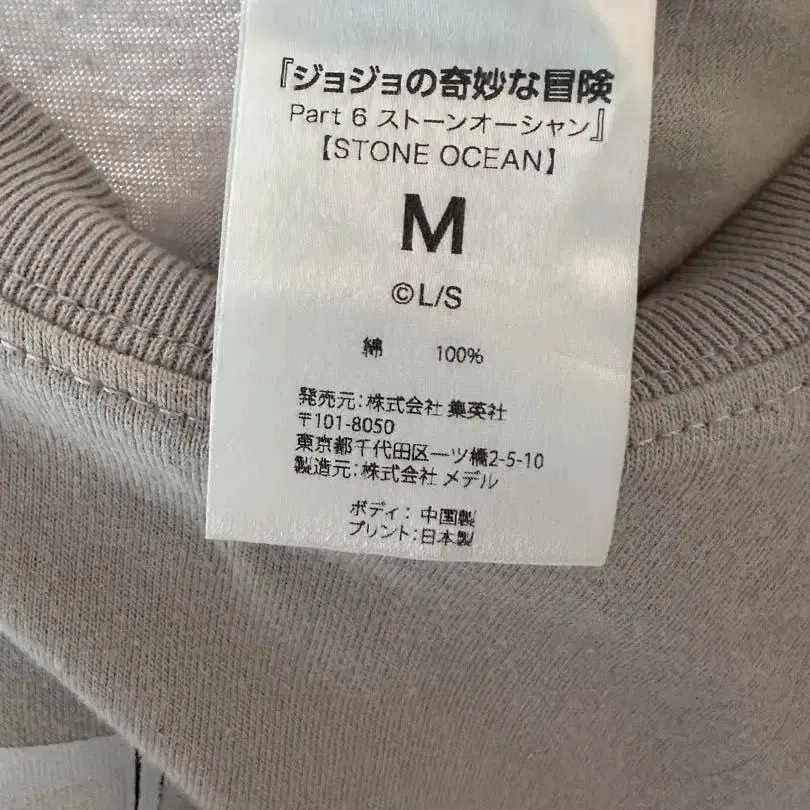 『ジョジョの奇妙な冒険
Part 6 ストーンオーシャン』
【STONE OCEAN】
M
©L/S
綿 100%
発売元:株式会社 集英社
〒101-8050
東京都千代田区一ツ橋2-5-10
製造元:株式会社 メデル
ボディ: 中国製
プリント:日本製